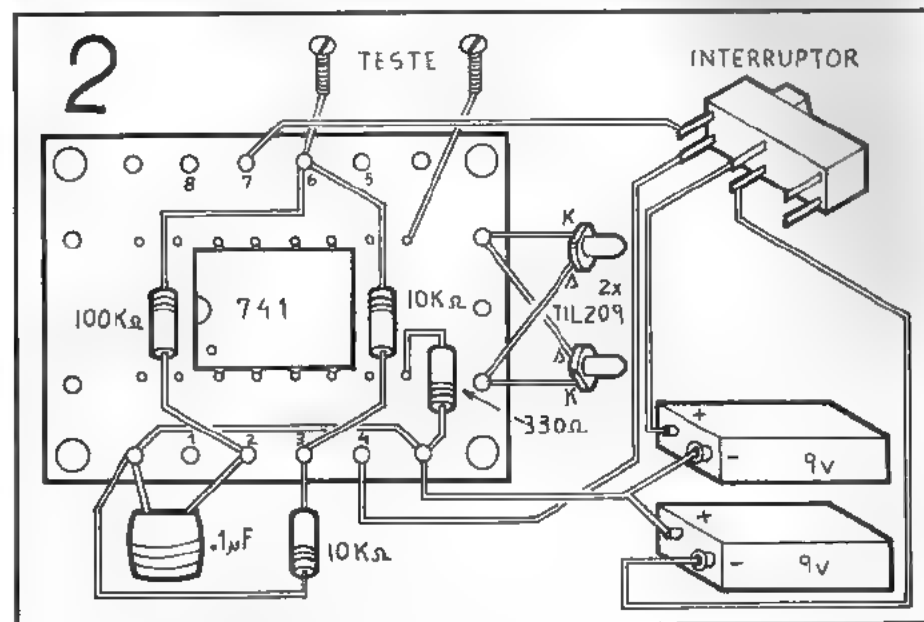 2
TESTE
INTERRUPTOR
8
7
6
5
K
A
2x
TIL209
A
K
100KΩ
741
10KΩ
330Ω
1
2
3
4
.1µF
10KΩ
+
-
9v
+
-
9v